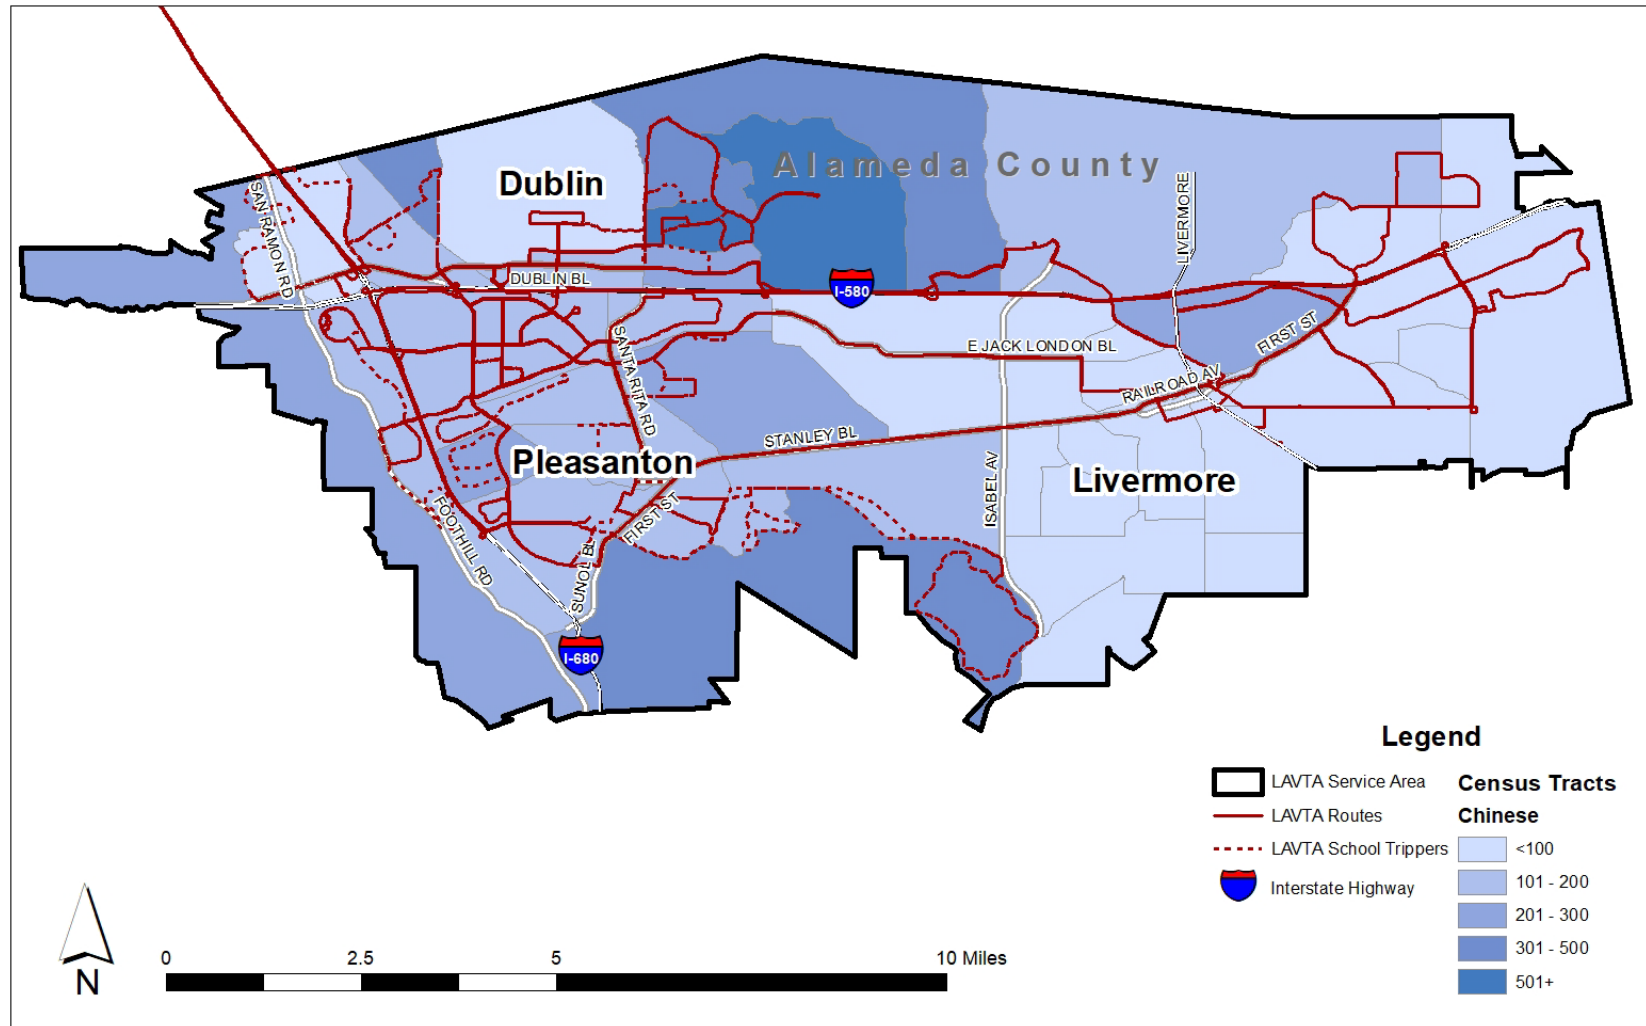 Alameda County
Dublin
SAN RAMON RD
LIVERMORE
DUBLIN BL
I-580
SANTA RITA RD
E JACK LONDON BL
FIRST ST
RAILROAD AV
STANLEY BL
Pleasanton
Livermore
ISABEL AV
FOOTHILL RD
FIRST ST
SUNOL BL
I-680
Legend
LAVTA Service Area
LAVTA Routes
LAVTA School Trippers
Interstate Highway
Census Tracts
Chinese
<100
101 - 200
201 - 300
301 - 500
501+
N
0 2.5 5 10 Miles